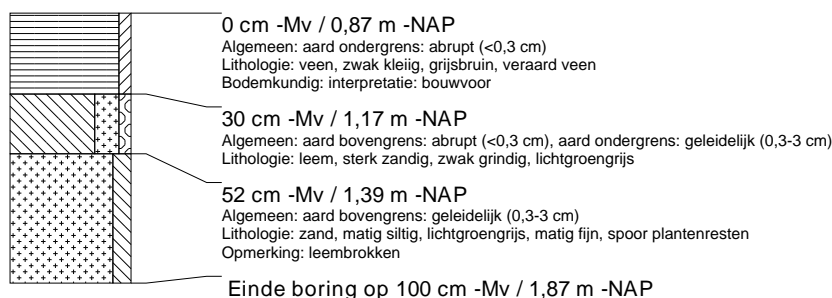 0 cm -Mv / 0,87 m -NAP
Algemeen: aard ondergrens: abrupt (<0,3 cm)
Lithologie: veen, zwak kleiig, grijsbruin, veraard veen
Bodemkundig: interpretatie: bouwvoor
30 cm -Mv / 1,17 m -NAP
Algemeen: aard bovengrens: abrupt (<0,3 cm), aard ondergrens: geleidelijk (0,3-3 cm)
Lithologie: leem, sterk zandig, zwak grindig, lichtgroengrijs
52 cm -Mv / 1,39 m -NAP
Algemeen: aard bovengrens: geleidelijk (0,3-3 cm)
Lithologie: zand, matig siltig, lichtgroengrijs, matig fijn, spoor plantenresten
Opmerking: leembrokken
Einde boring op 100 cm -Mv / 1,87 m -NAP